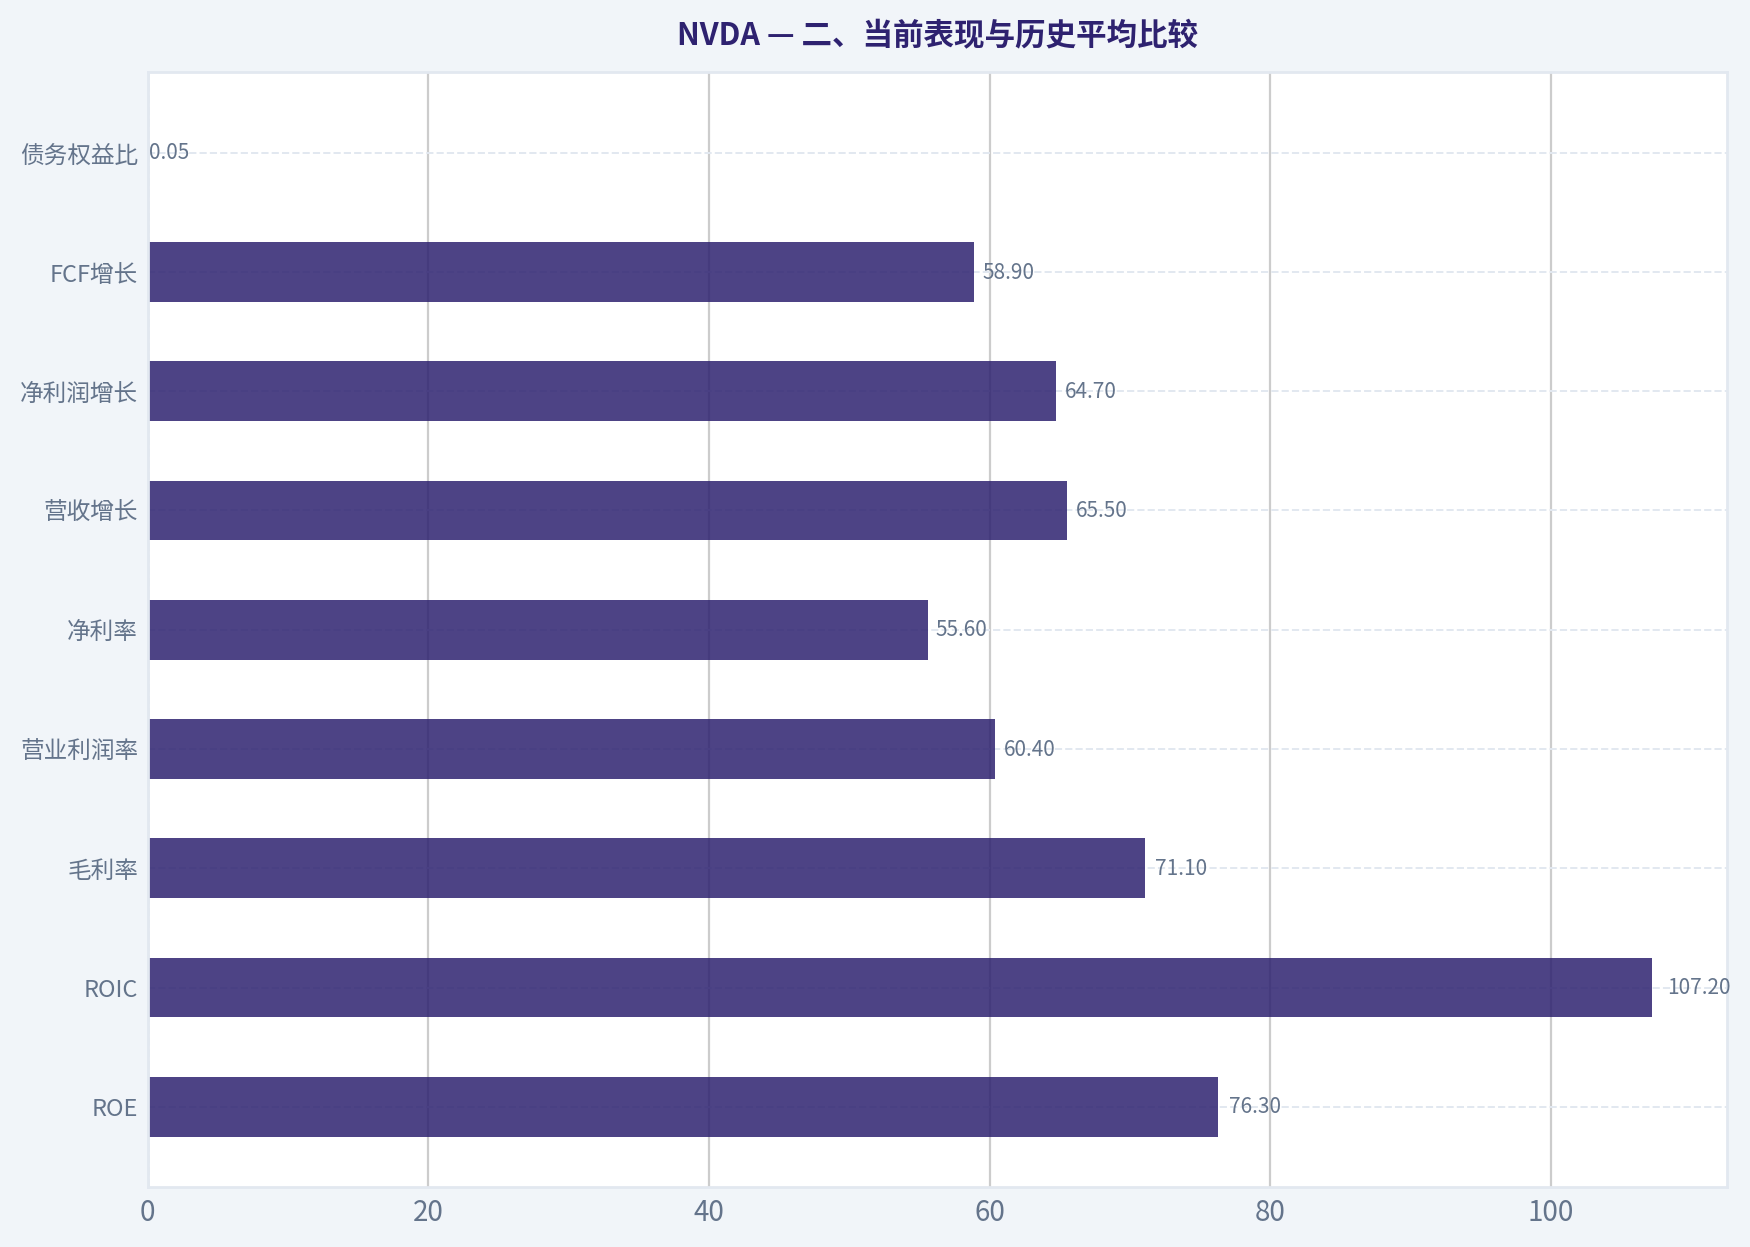 NVDA — 二、当前表现与历史平均比较
债务权益比 0.05
FCF增长 58.90
净利润增长 64.70
营收增长 65.50
净利率 55.60
营业利润率 60.40
毛利率 71.10
ROIC 107.20
ROE 76.30
0 20 40 60 80 100